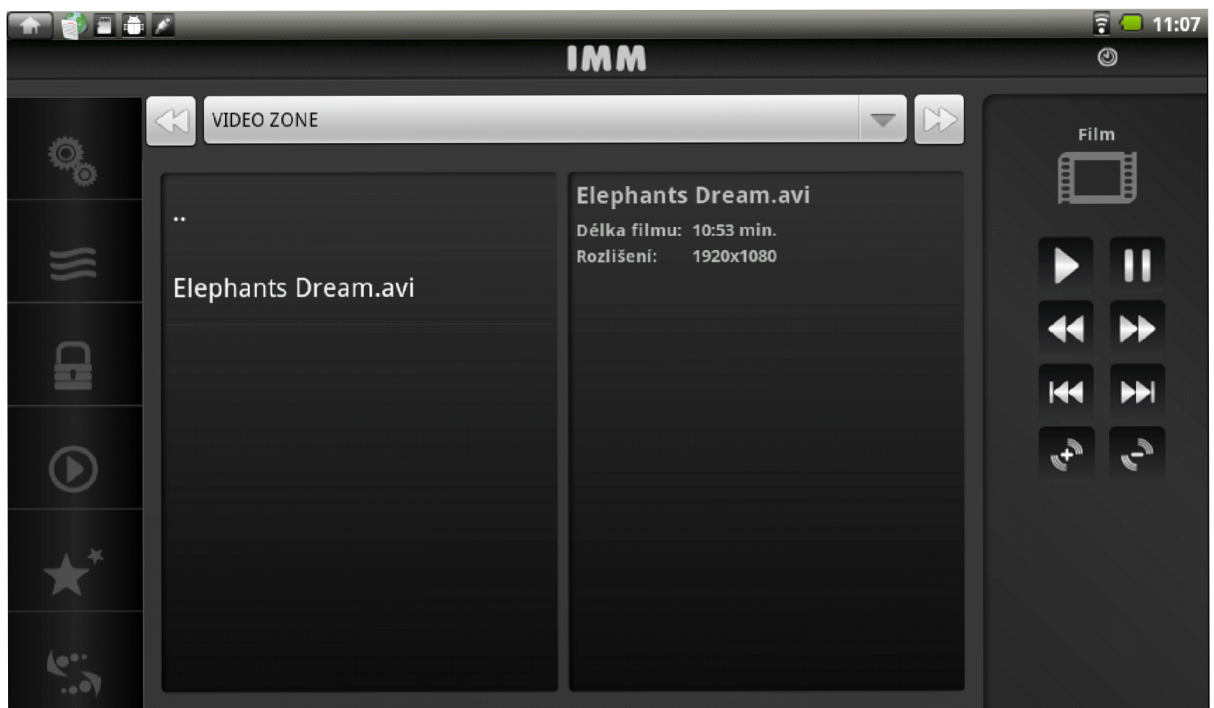 11:07
IMM
VIDEO ZONE
Film
..
Elephants Dream.avi
Elephants Dream.avi
Délka filmu: 10:53 min.
Rozlišení: 1920x1080